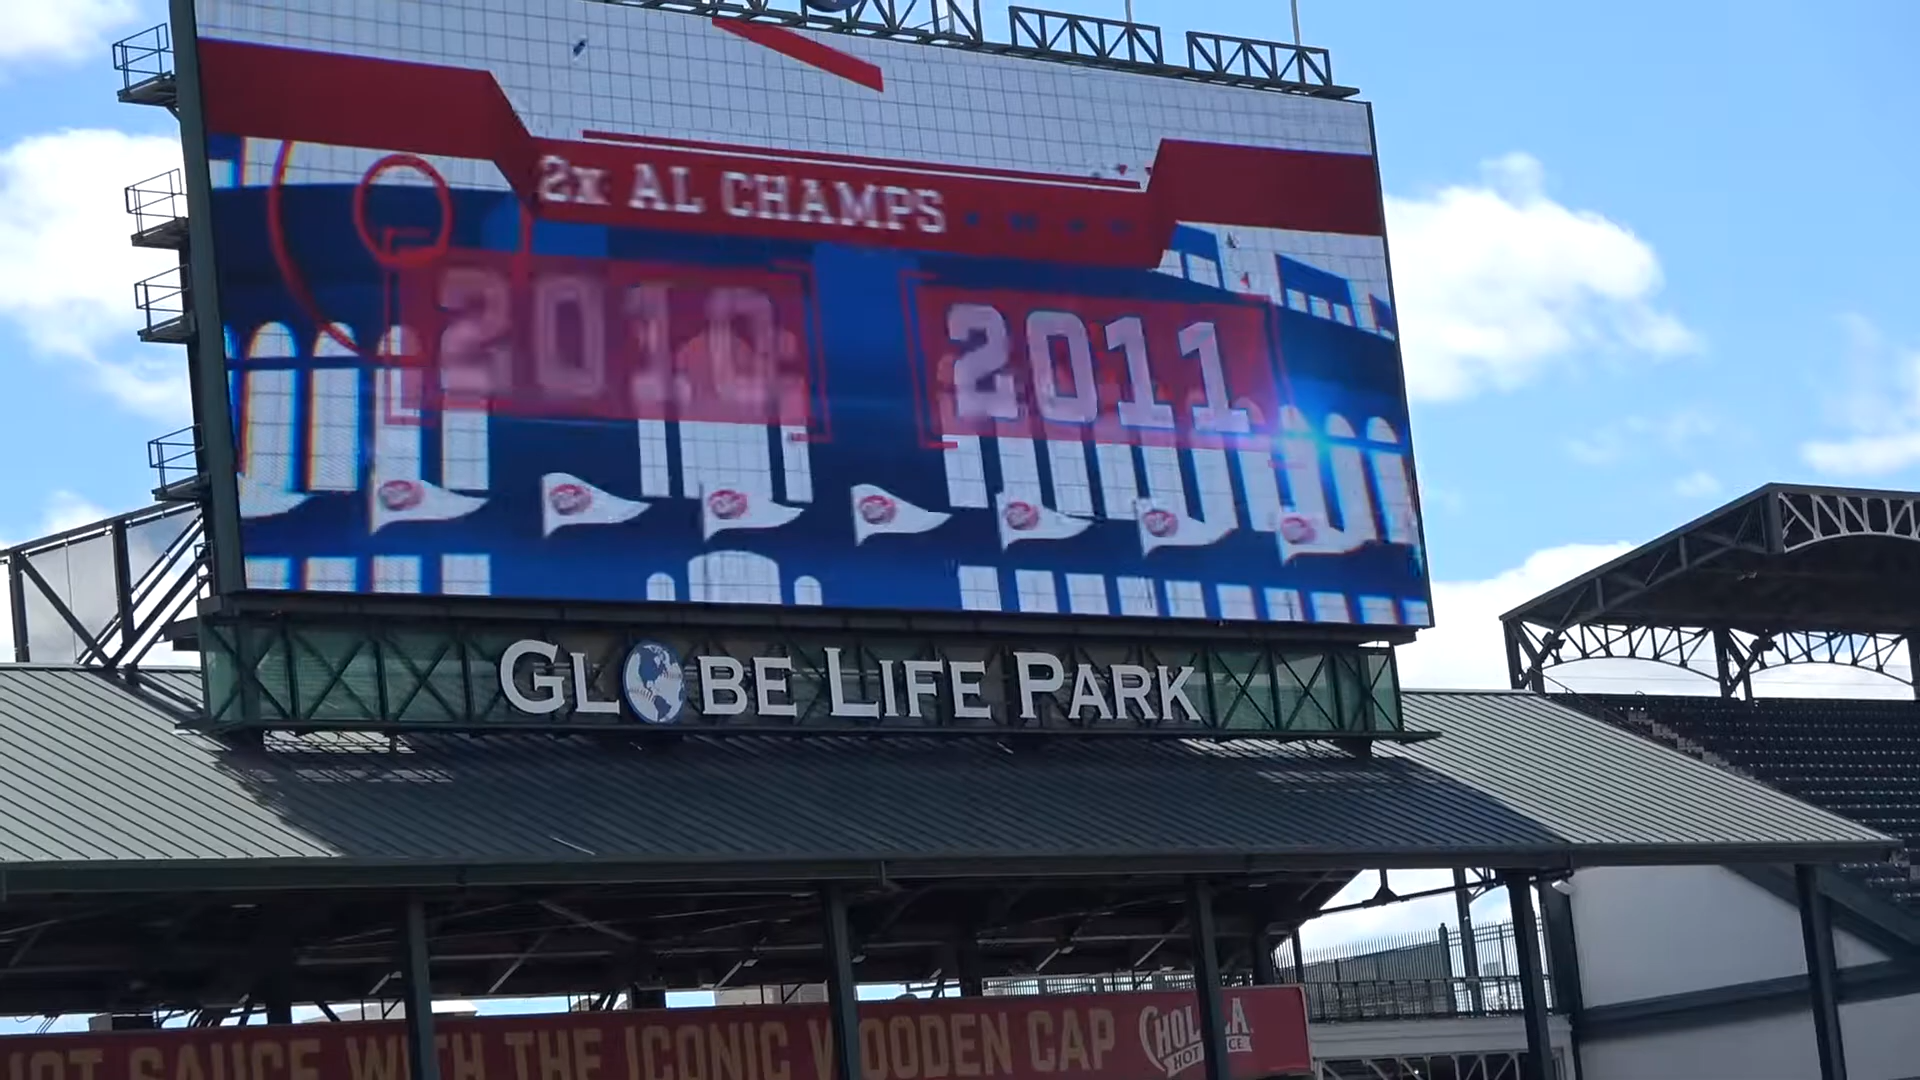 2x AL CHAMPS
2010 2011
GLOBE LIFE PARK
HOT SAUCE WITH THE ICONIC WOODEN CAP
CHOLULA
HOT SAUCE